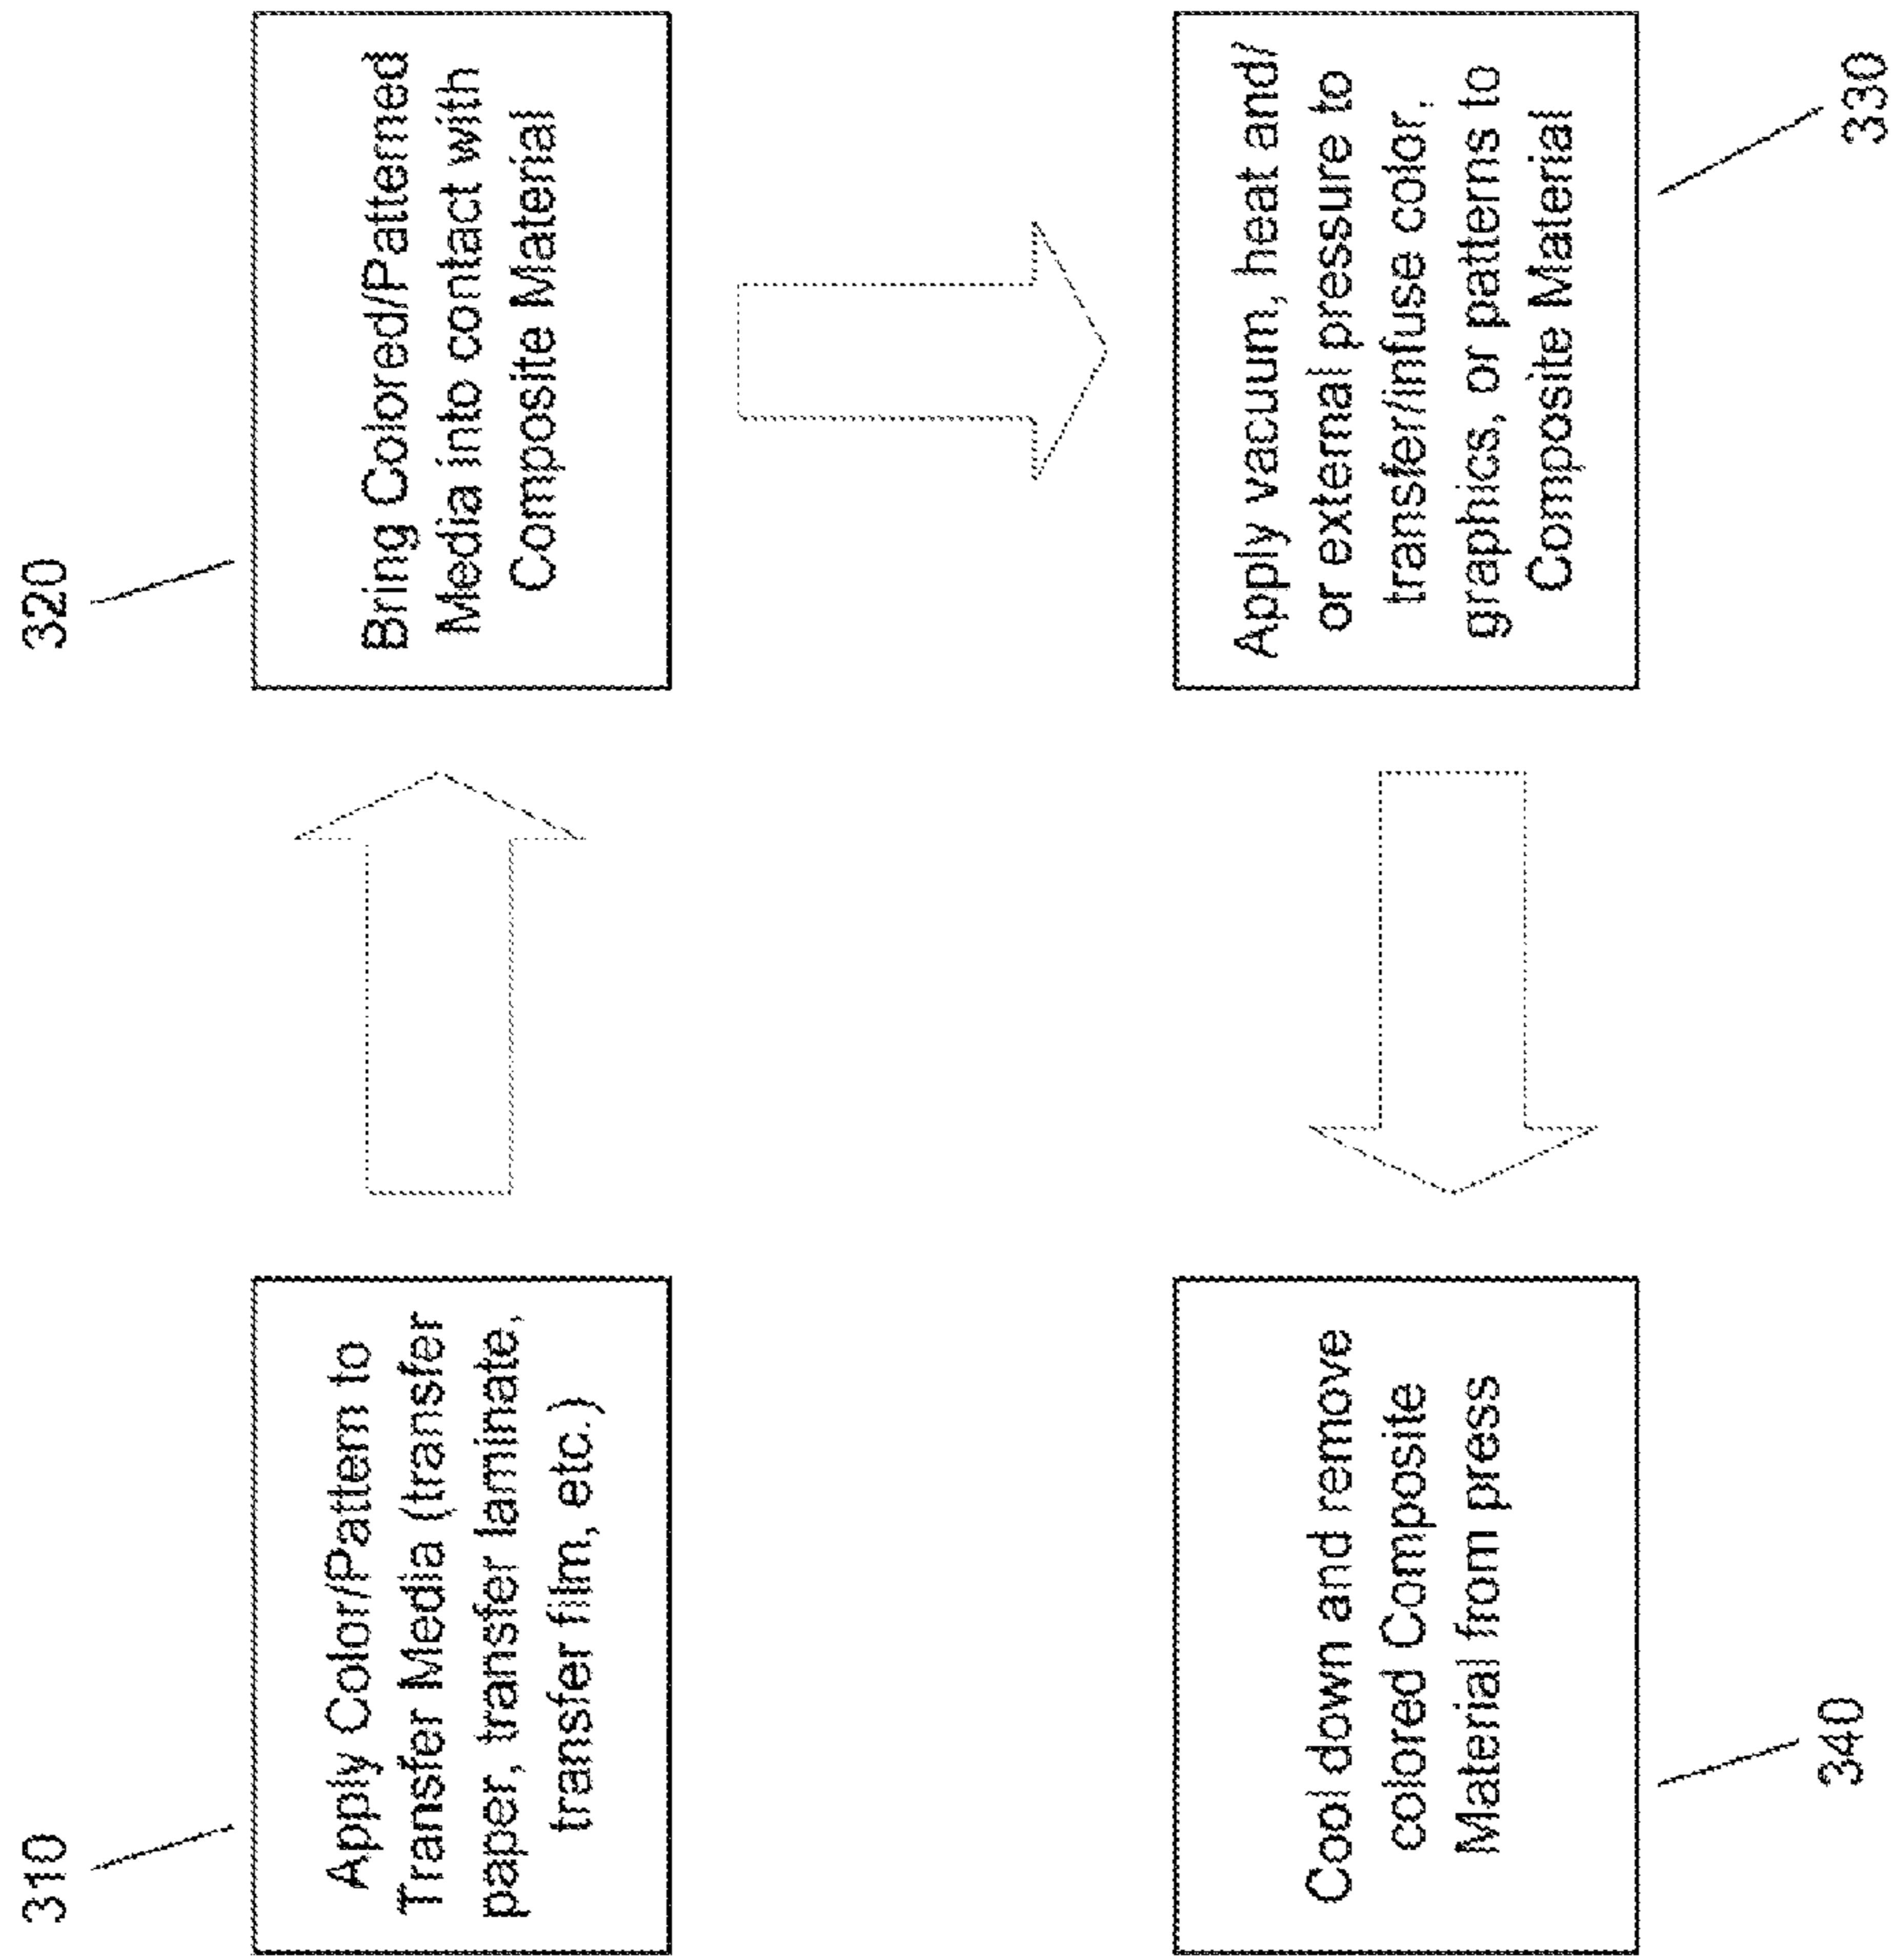 310
Apply Color/Pattern to
Transfer Media (transfer
paper, transfer laminate,
transfer film, etc.)
320
Bring Colored/Patterned
Media into contact with
Composite Material
Apply vacuum, heat and/
or external pressure to
transfer/infuse color,
graphics, or patterns to
Composite Material
330
Cool down and remove
colored Composite
Material from press
340